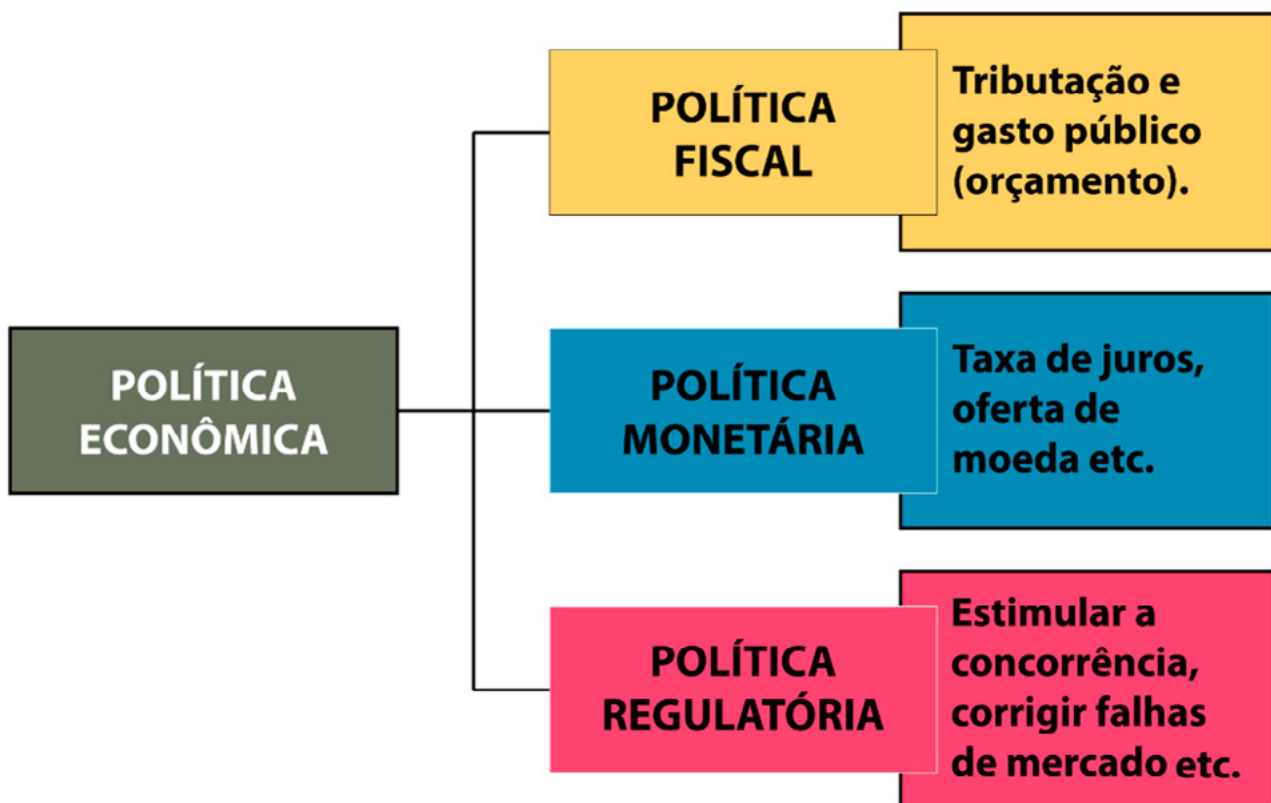 POLÍTICA
FISCAL
Tributação e
gasto público
(orçamento).
POLÍTICA
ECONÔMICA
POLÍTICA
MONETÁRIA
Taxa de juros,
oferta de
moeda etc.
POLÍTICA
REGULATÓRIA
Estimular a
concorrência,
corrigir falhas
de mercado etc.